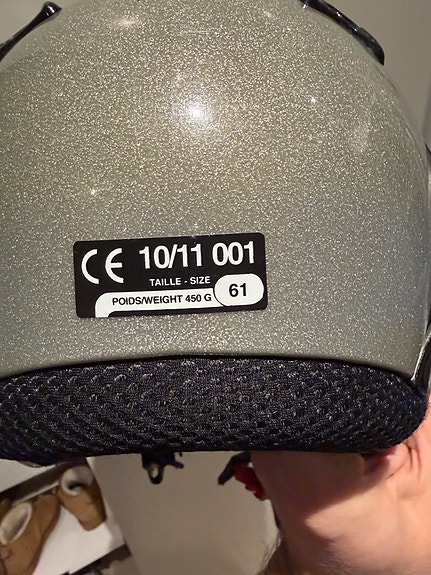 CE 10/11 001
TAILLE - SIZE
POIDS/WEIGHT 450 G 61